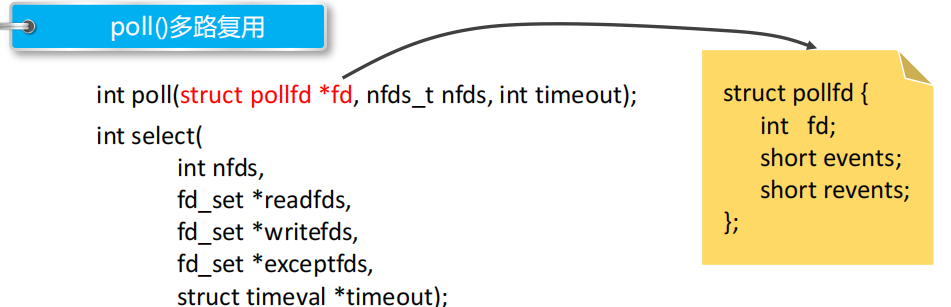 poll()多路复用
int poll(struct pollfd *fd, nfds_t nfds, int timeout);
int select(
int nfds,
fd_set *readfds,
fd_set *writefds,
fd_set *exceptfds,
struct timeval *timeout);
struct pollfd {
int fd;
short events;
short revents;
};